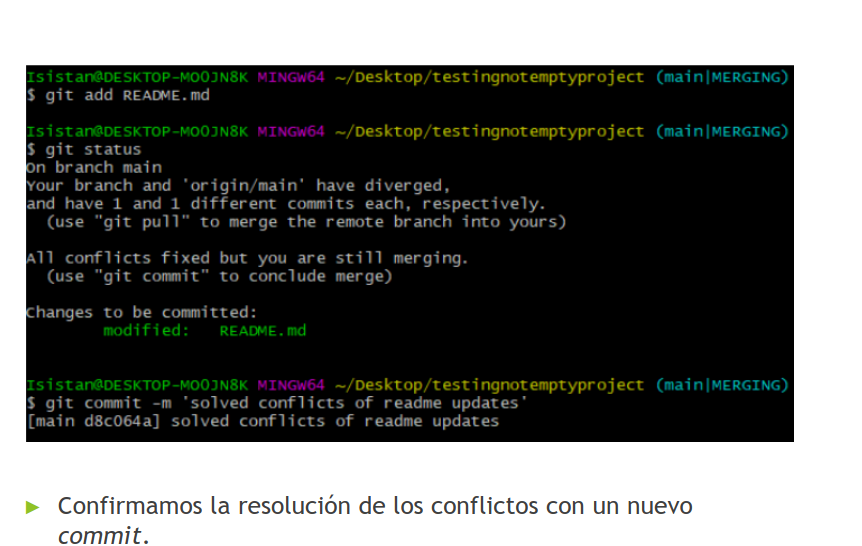 Isistan@DESKTOP-MOOJN8K MINGW64 ~/Desktop/testingnotemptyproject (main|MERGING)
$ git add README.md
Isistan@DESKTOP-MOOJN8K MINGW64 ~/Desktop/testingnotemptyproject (main|MERGING)
$ git status
On branch main
Your branch and 'origin/main' have diverged,
and have 1 and 1 different commits each, respectively.
  (use "git pull" to merge the remote branch into yours)
All conflicts fixed but you are still merging.
  (use "git commit" to conclude merge)
Changes to be committed:
        modified:   README.md
Isistan@DESKTOP-MOOJN8K MINGW64 ~/Desktop/testingnotemptyproject (main|MERGING)
$ git commit -m 'solved conflicts of readme updates'
[main d8c064a] solved conflicts of readme updates
Confirmamos la resolución de los conflictos con un nuevo
commit.